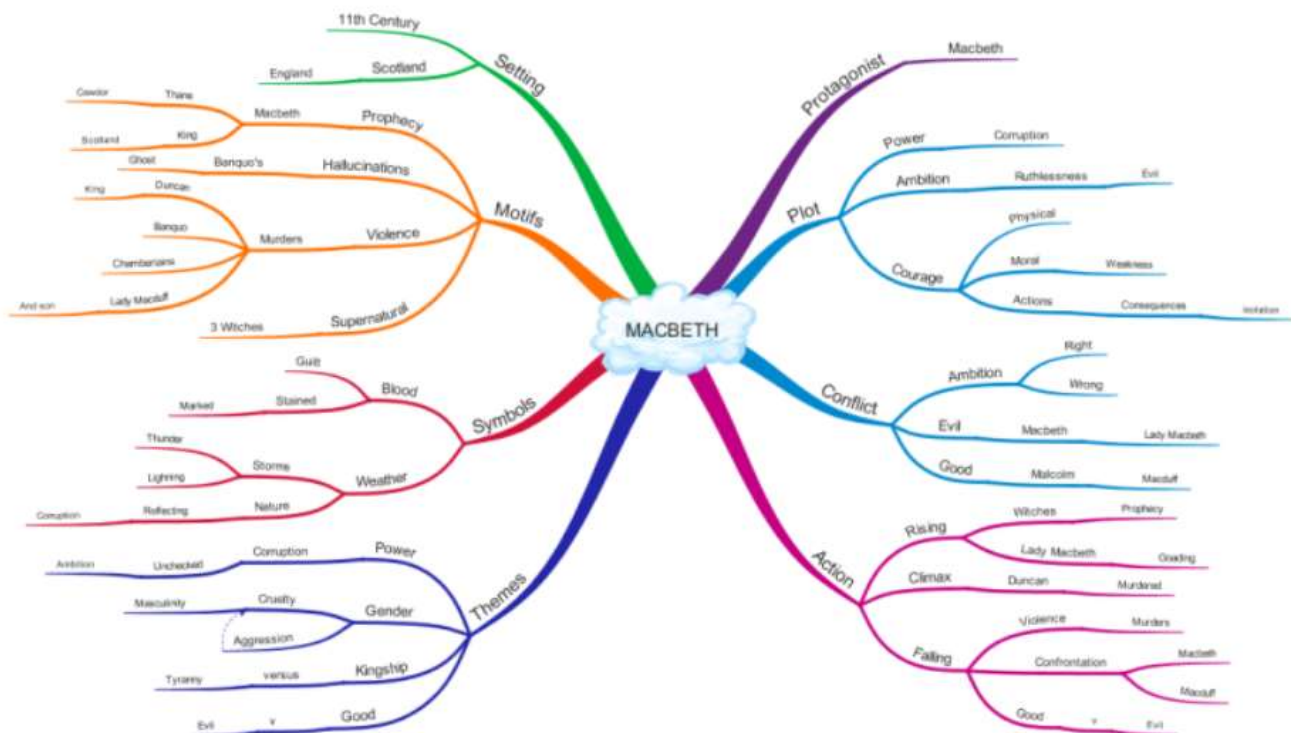 MACBETH
Setting
11th Century
Scotland
England
Motifs
Prophecy
Macbeth
Thane
Cawdor
King
Scotland
Hallucinations
Banquo's
Ghost
Violence
Murders
Duncan
King
Banquo
Chamberlains
Lady Macduff
And son
Supernatural
3 Witches
Symbols
Blood
Guilt
Stained
Marked
Weather
Storms
Thunder
Lightning
Nature
Reflecting
Corruption
Themes
Power
Corruption
Unchecked
Ambition
Gender
Cruelty
Masculinity
Aggression
Kingship
versus
Tyranny
Good
v
Evil
Protagonist
Macbeth
Plot
Power
Corruption
Ambition
Ruthlessness
Evil
Courage
Physical
Moral
Weakness
Actions
Consequences
Isolation
Conflict
Ambition
Right
Wrong
Evil
Macbeth
Lady Macbeth
Good
Malcolm
Macduff
Action
Rising
Witches
Prophecy
Lady Macbeth
Goading
Climax
Duncan
Murdered
Falling
Violence
Murders
Confrontation
Macbeth
Macduff
Good
v
Evil